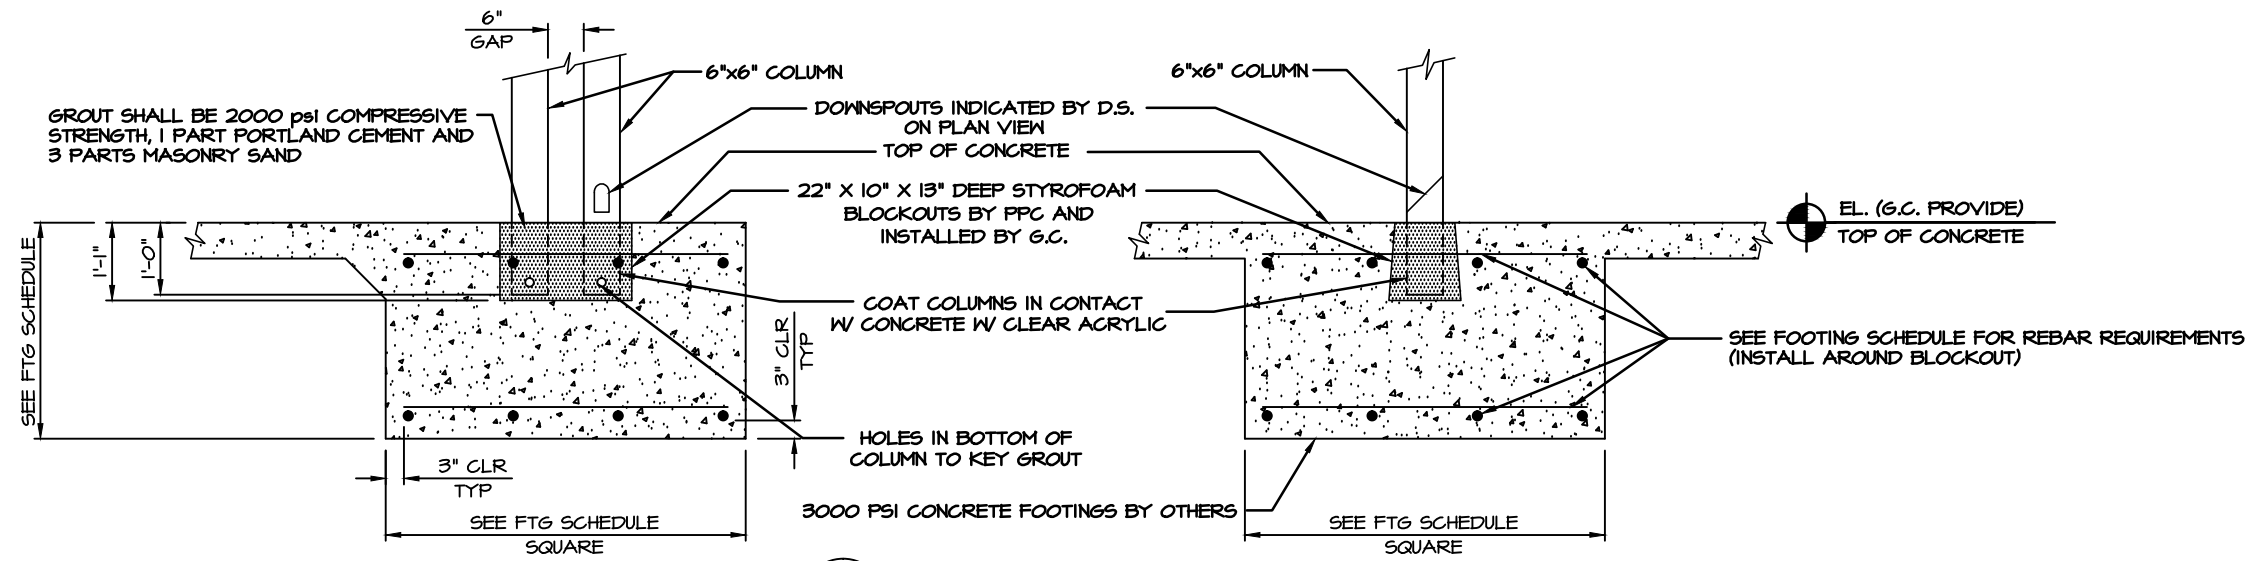 6"
GAP
6"x6" COLUMN
6"x6" COLUMN
GROUT SHALL BE 2000 psi COMPRESSIVE
STRENGTH, 1 PART PORTLAND CEMENT AND
3 PARTS MASONRY SAND
DOWNSPOUTS INDICATED BY D.S.
ON PLAN VIEW
TOP OF CONCRETE
22" X 10" X 13" DEEP STYROFOAM
BLOCKOUTS BY PPC AND
INSTALLED BY G.C.
EL. (G.C. PROVIDE)
TOP OF CONCRETE
SEE FTG SCHEDULE
1'-1"
1'-0"
COAT COLUMNS IN CONTACT
W/ CONCRETE W/ CLEAR ACRYLIC
3" CLR
TYP
SEE FOOTING SCHEDULE FOR REBAR REQUIREMENTS
(INSTALL AROUND BLOCKOUT)
HOLES IN BOTTOM OF
COLUMN TO KEY GROUT
3" CLR
TYP
3000 PSI CONCRETE FOOTINGS BY OTHERS
SEE FTG SCHEDULE
SQUARE
SEE FTG SCHEDULE
SQUARE